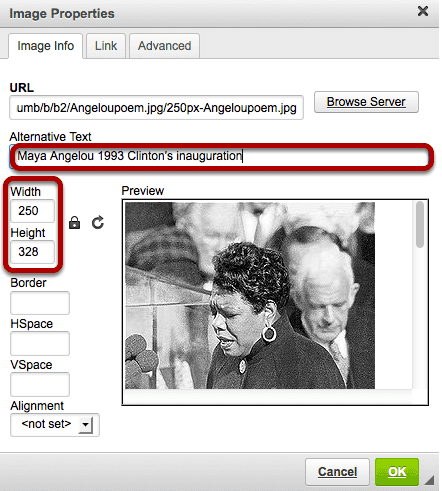 Image Properties
Image Info Link Advanced
URL
umb/b/b2/Angeloupoem.jpg/250px-Angeloupoem.jpg Browse Server
Alternative Text
Maya Angelou 1993 Clinton's inauguration
Width Preview
250
Height
328
Border
HSpace
VSpace
Alignment
<not set>
Cancel OK